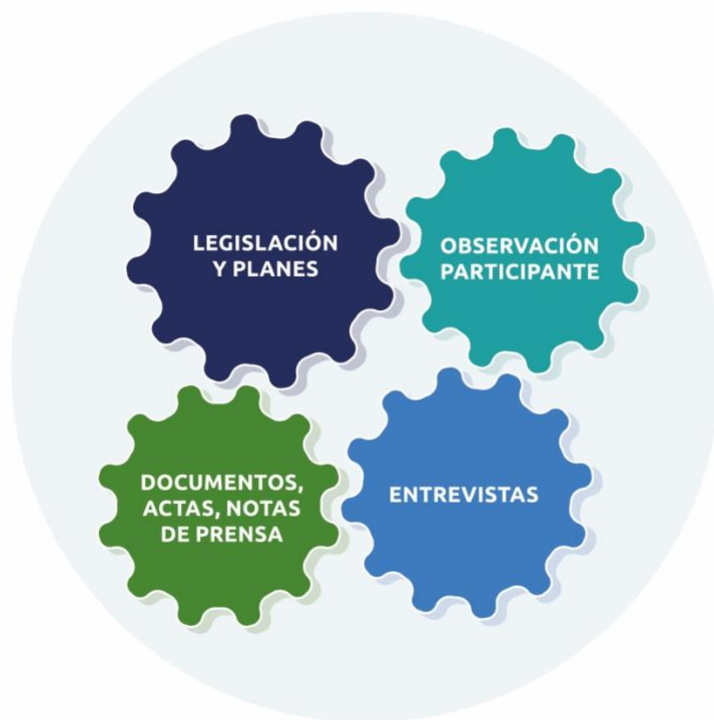 LEGISLACIÓN
Y PLANES
OBSERVACIÓN
PARTICIPANTE
DOCUMENTOS,
ACTAS, NOTAS
DE PRENSA
ENTREVISTAS